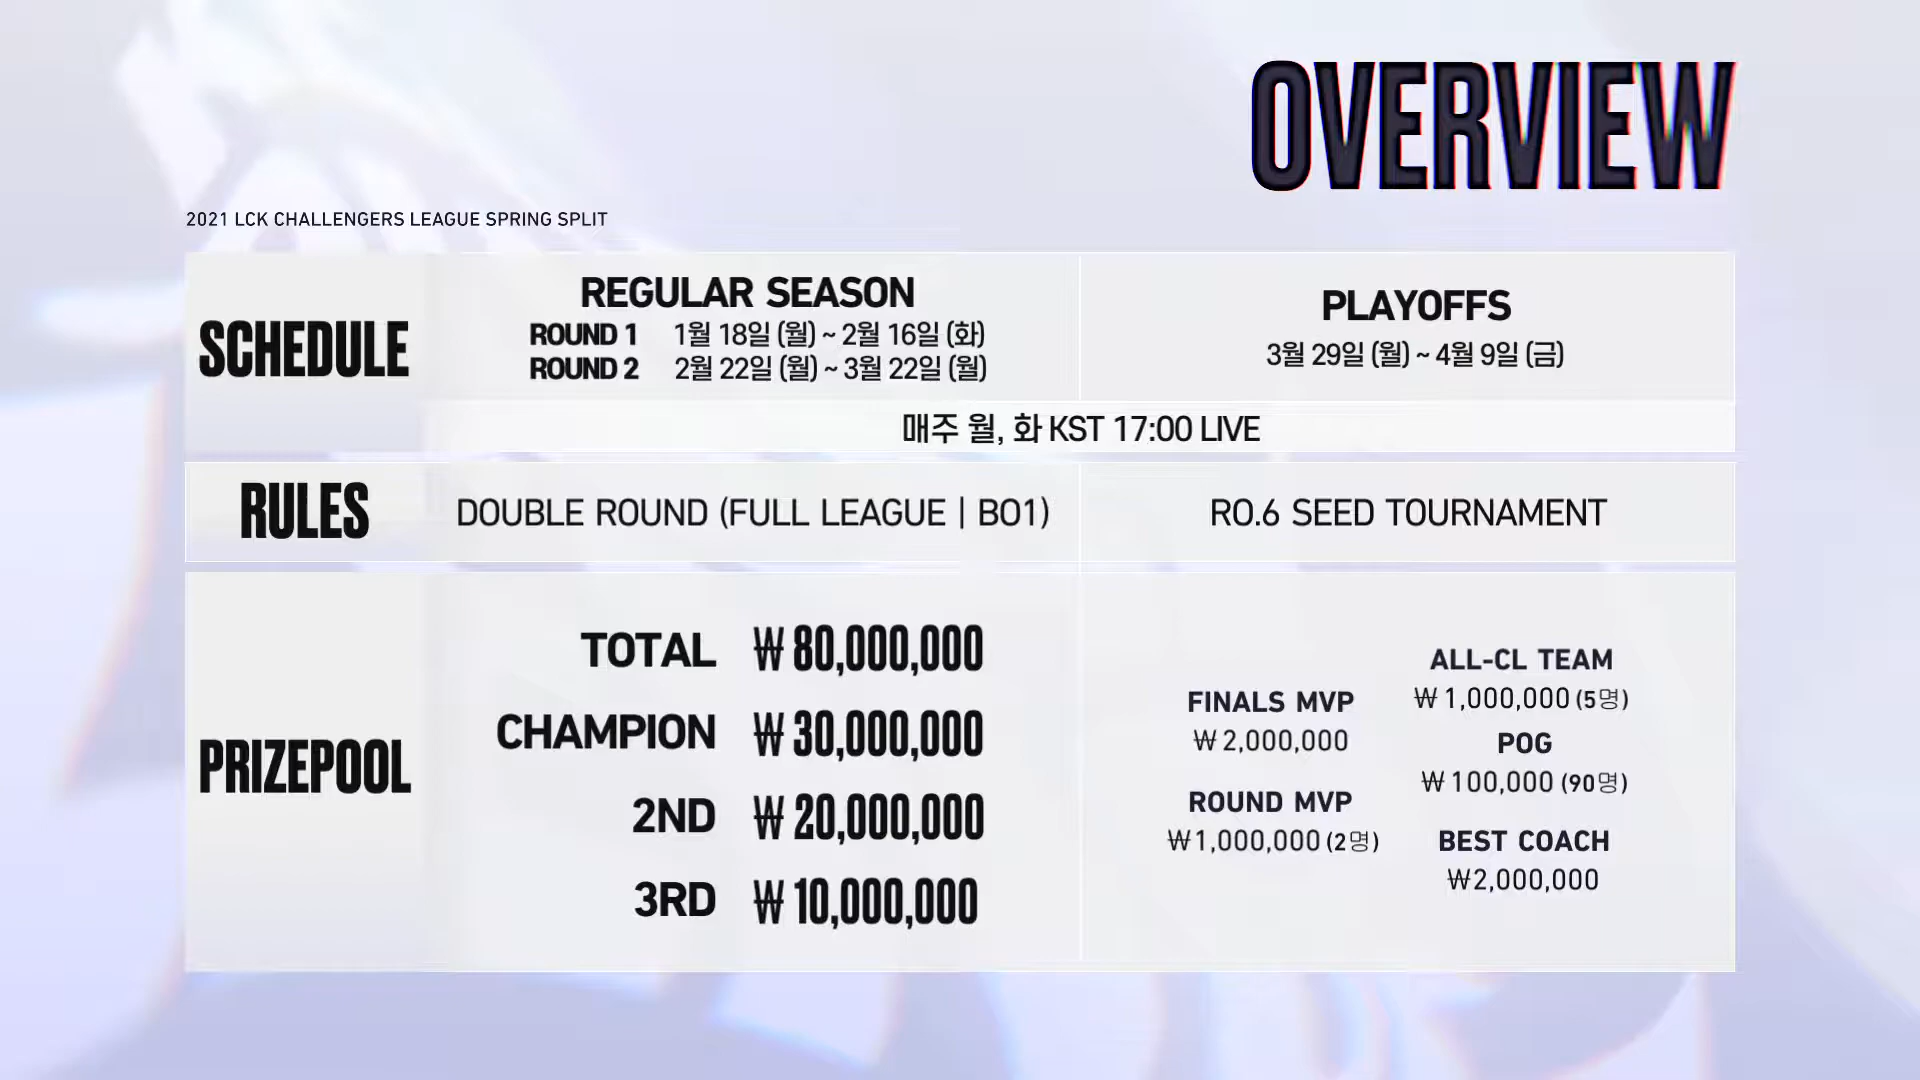 OVERVIEW
2021 LCK CHALLENGERS LEAGUE SPRING SPLIT
SCHEDULE
REGULAR SEASON
ROUND 1 1월 18일 (월) ~ 2월 16일 (화)
ROUND 2 2월 22일 (월) ~ 3월 22일 (월)
PLAYOFFS
3월 29일 (월) ~ 4월 9일 (금)
매주 월, 화 KST 17:00 LIVE
RULES
DOUBLE ROUND (FULL LEAGUE | BO1)
RO.6 SEED TOURNAMENT
PRIZEPOOL
TOTAL ₩ 80,000,000
CHAMPION ₩ 30,000,000
2ND ₩ 20,000,000
3RD ₩ 10,000,000
FINALS MVP
₩ 2,000,000
ROUND MVP
₩1,000,000 (2명)
ALL-CL TEAM
₩ 1,000,000 (5명)
POG
₩ 100,000 (90명)
BEST COACH
₩2,000,000